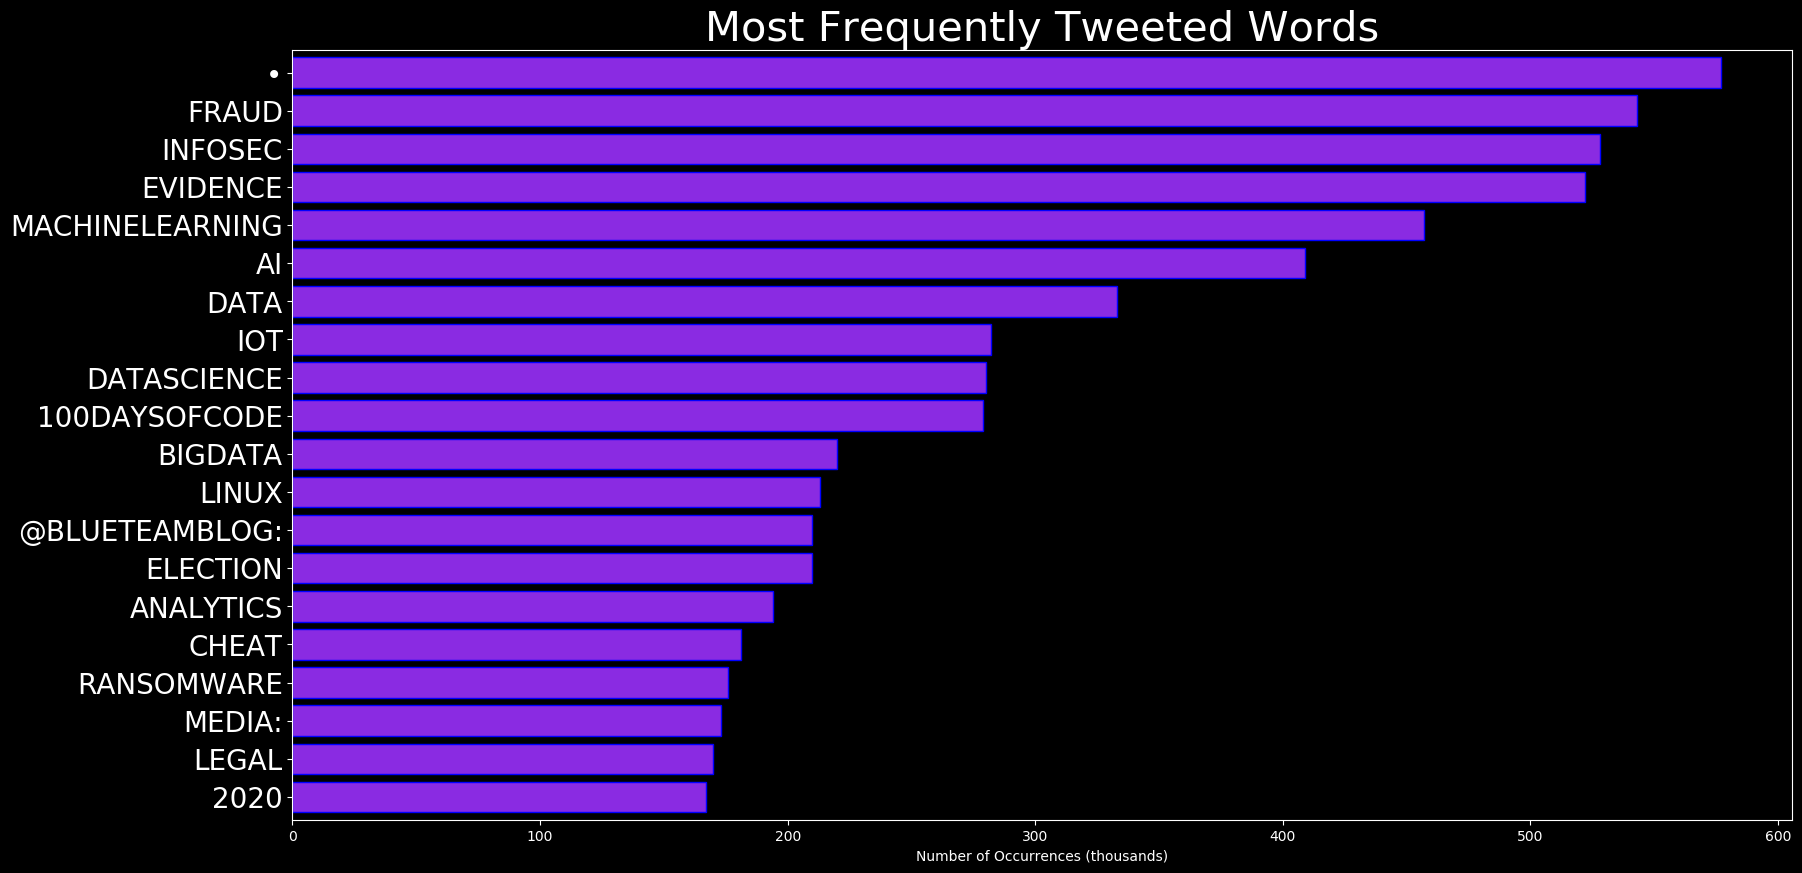 Most Frequently Tweeted Words
•
FRAUD
INFOSEC
EVIDENCE
MACHINELEARNING
AI
DATA
IOT
DATASCIENCE
100DAYSOFCODE
BIGDATA
LINUX
@BLUETEAMBLOG:
ELECTION
ANALYTICS
CHEAT
RANSOMWARE
MEDIA:
LEGAL
2020
0 100 200 300 400 500 600
Number of Occurrences (thousands)